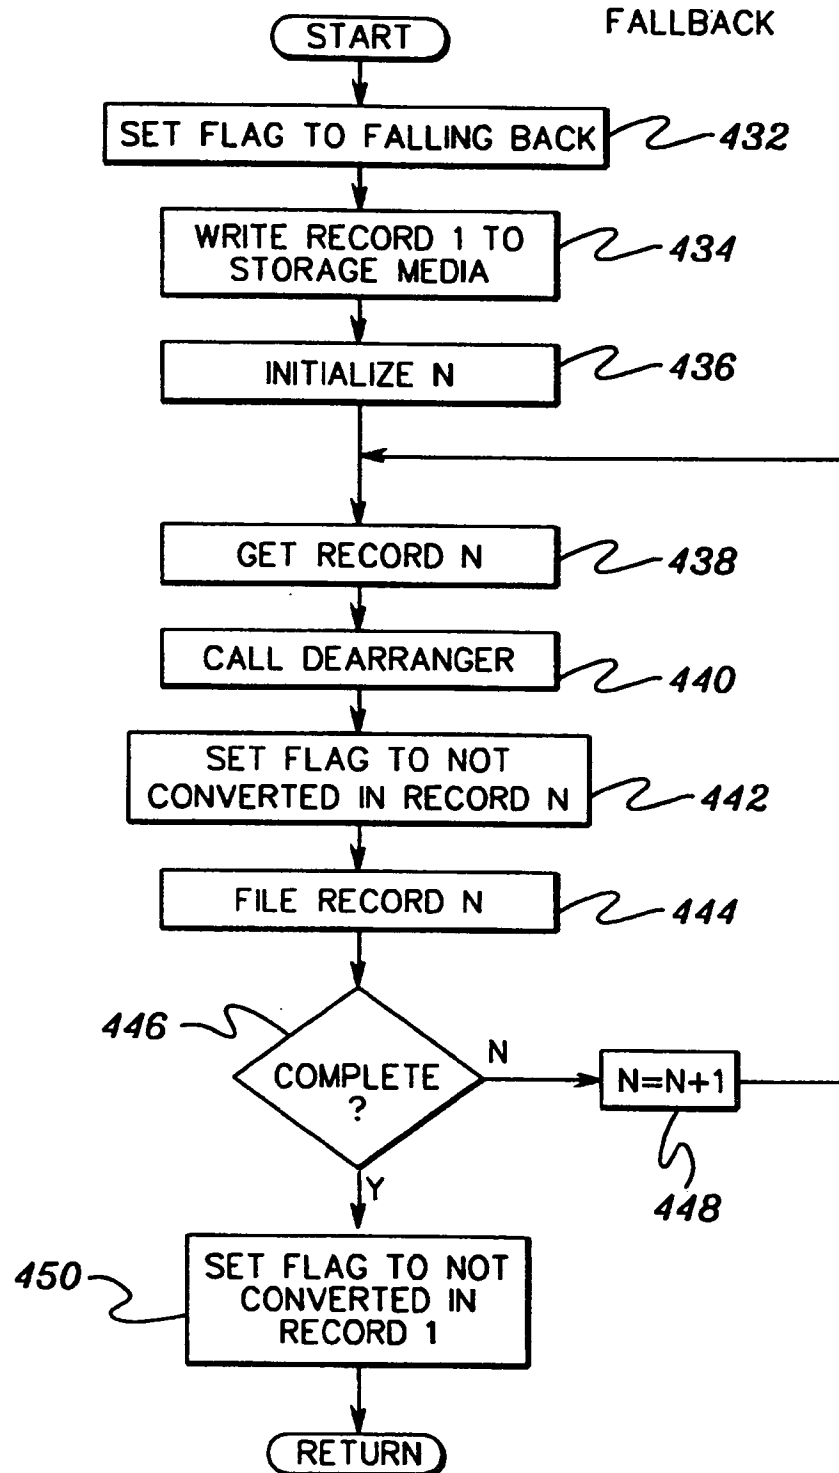 FALLBACK
START
SET FLAG TO FALLING BACK
432
WRITE RECORD 1 TO
STORAGE MEDIA
434
INITIALIZE N
436
GET RECORD N
438
CALL DEARRANGER
440
SET FLAG TO NOT
CONVERTED IN RECORD N
442
FILE RECORD N
444
446
COMPLETE
?
N
N=N+1
448
Y
450
SET FLAG TO NOT
CONVERTED IN
RECORD 1
RETURN